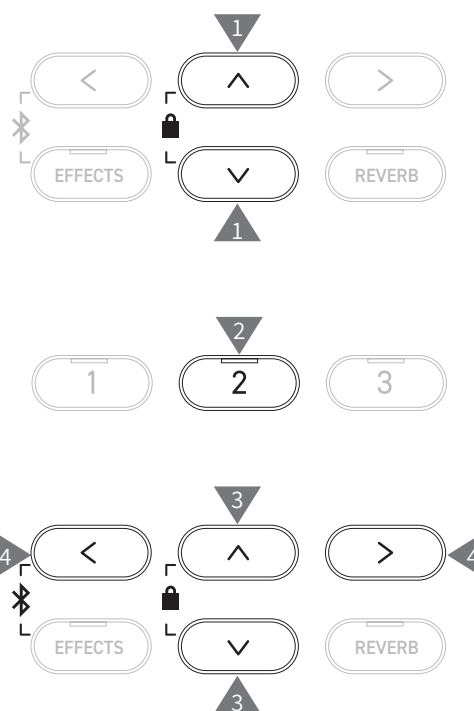 1
< ∧ >
EFFECTS ∨ REVERB
1
2
1 2 3
3
4 < ∧ > 4
EFFECTS ∨ REVERB
3